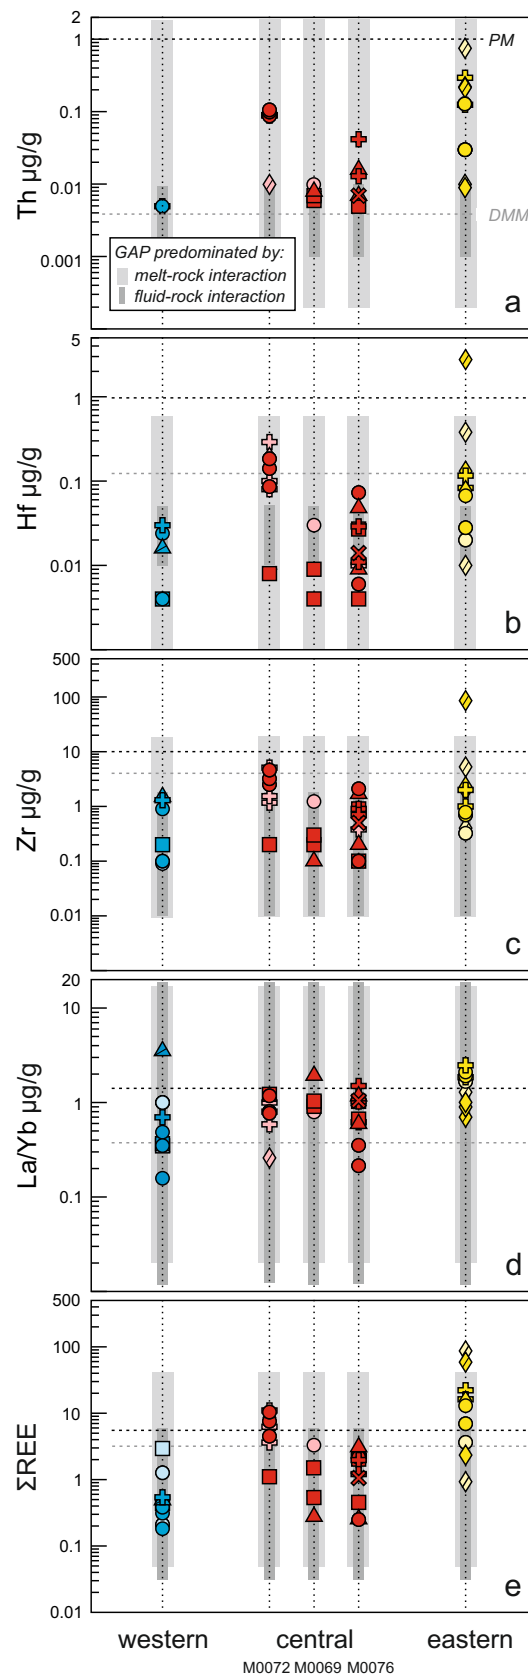 2
1
PM
0.1
Th µg/g
0.01
DMM
GAP predominated by:
melt-rock interaction
0.001
fluid-rock interaction
a
5
1
Hf µg/g
0.1
0.01
b
500
100
10
Zr µg/g
1
0.1
0.01
c
20
10
La/Yb µg/g
1
0.1
d
500
100
10
ΣREE
1
0.1
e
0.01
western central eastern
M0072 M0069 M0076